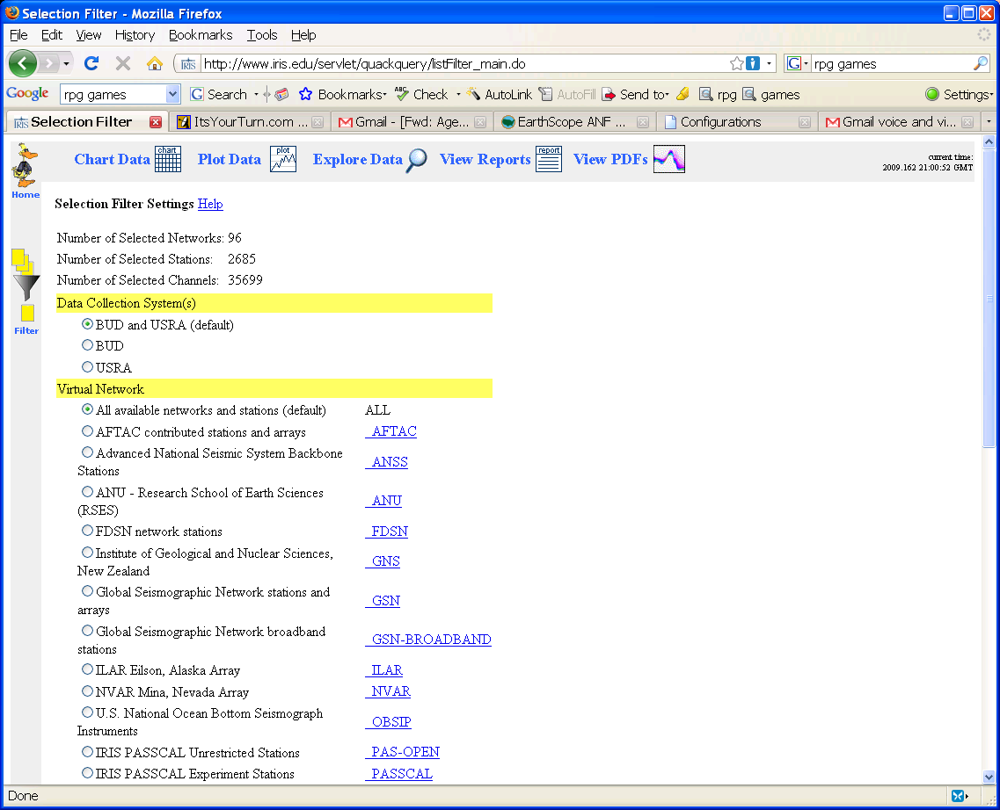 Selection Filter - Mozilla Firefox
File Edit View History Bookmarks Tools Help
IRIS http://www.iris.edu/servlet/quackquery/listFilter_main.do G rpg games
Google rpg games G Search Bookmarks ABC Check AutoLink AutoFill Send to rpg games Settings
IRIS Selection Filter ItsYourTurn.com ... Gmail - [Fwd: Age... EarthScope ANF ... Configurations Gmail voice and vi...
Chart Data chart Plot Data plot Explore Data View Reports report View PDFs
current time:
2009.162 21:00:52 GMT
Home
Selection Filter Settings Help
Number of Selected Networks: 96
Number of Selected Stations: 2685
Number of Selected Channels: 35699
Data Collection System(s)
BUD and USRA (default)
Filter
BUD
USRA
Virtual Network
All available networks and stations (default) ALL
AFTAC contributed stations and arrays _AFTAC
Advanced National Seismic System Backbone
Stations _ANSS
ANU - Research School of Earth Sciences
(RSES) _ANU
FDSN network stations _FDSN
Institute of Geological and Nuclear Sciences,
New Zealand _GNS
Global Seismographic Network stations and
arrays _GSN
Global Seismographic Network broadband
stations _GSN-BROADBAND
ILAR Eilson, Alaska Array _ILAR
NVAR Mina, Nevada Array _NVAR
U.S. National Ocean Bottom Seismograph
Instruments _OBSIP
IRIS PASSCAL Unrestricted Stations _PAS-OPEN
IRIS PASSCAL Experiment Stations _PASSCAL
Done